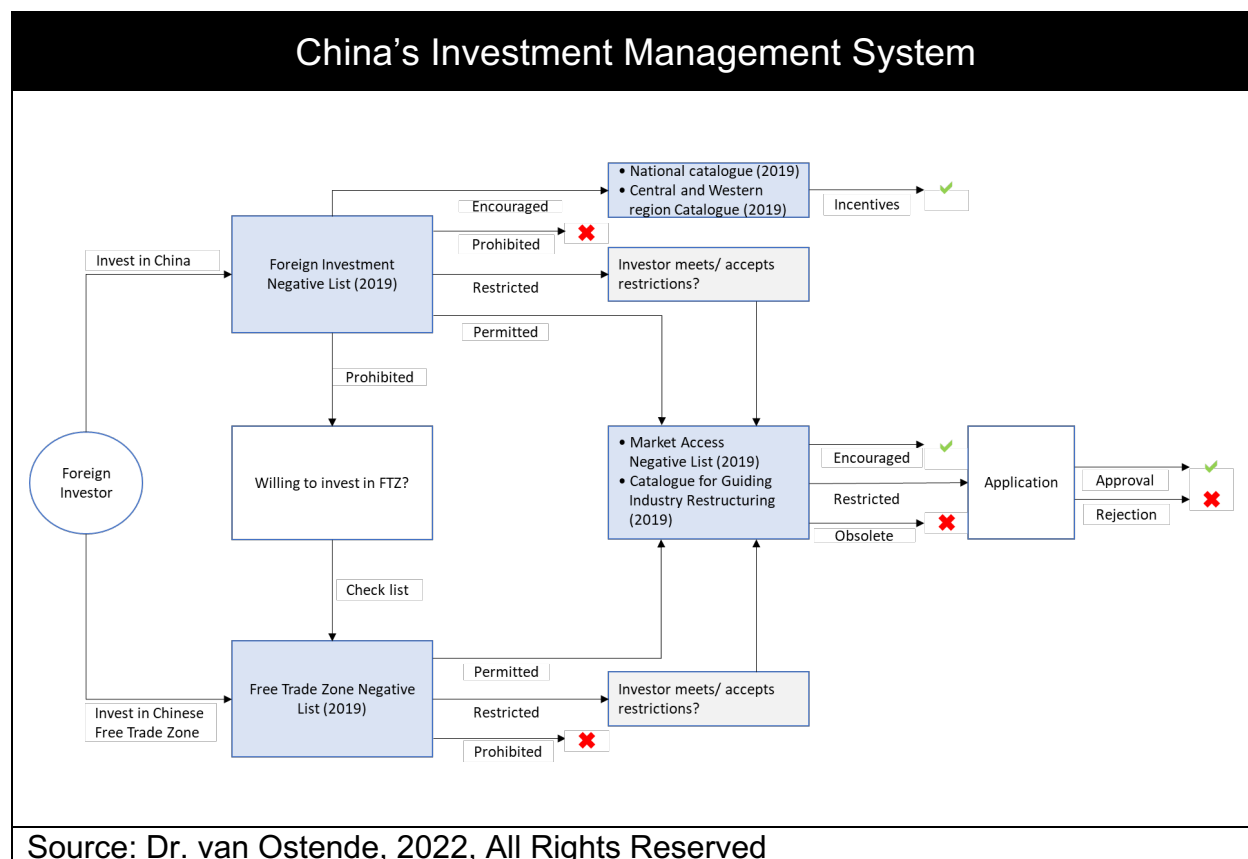 China’s Investment Management System
• National catalogue (2019)
• Central and Western
region Catalogue (2019)
Encouraged
Incentives
Prohibited
Invest in China
Foreign Investment
Negative List (2019)
Restricted
Investor meets/ accepts
restrictions?
Permitted
Prohibited
Foreign
Investor
Willing to invest in FTZ?
• Market Access
Negative List (2019)
• Catalogue for Guiding
Industry Restructuring
(2019)
Encouraged
Restricted
Obsolete
Application
Approval
Rejection
Check list
Invest in Chinese
Free Trade Zone
Free Trade Zone Negative
List (2019)
Permitted
Restricted
Prohibited
Investor meets/ accepts
restrictions?
Source: Dr. van Ostende, 2022, All Rights Reserved